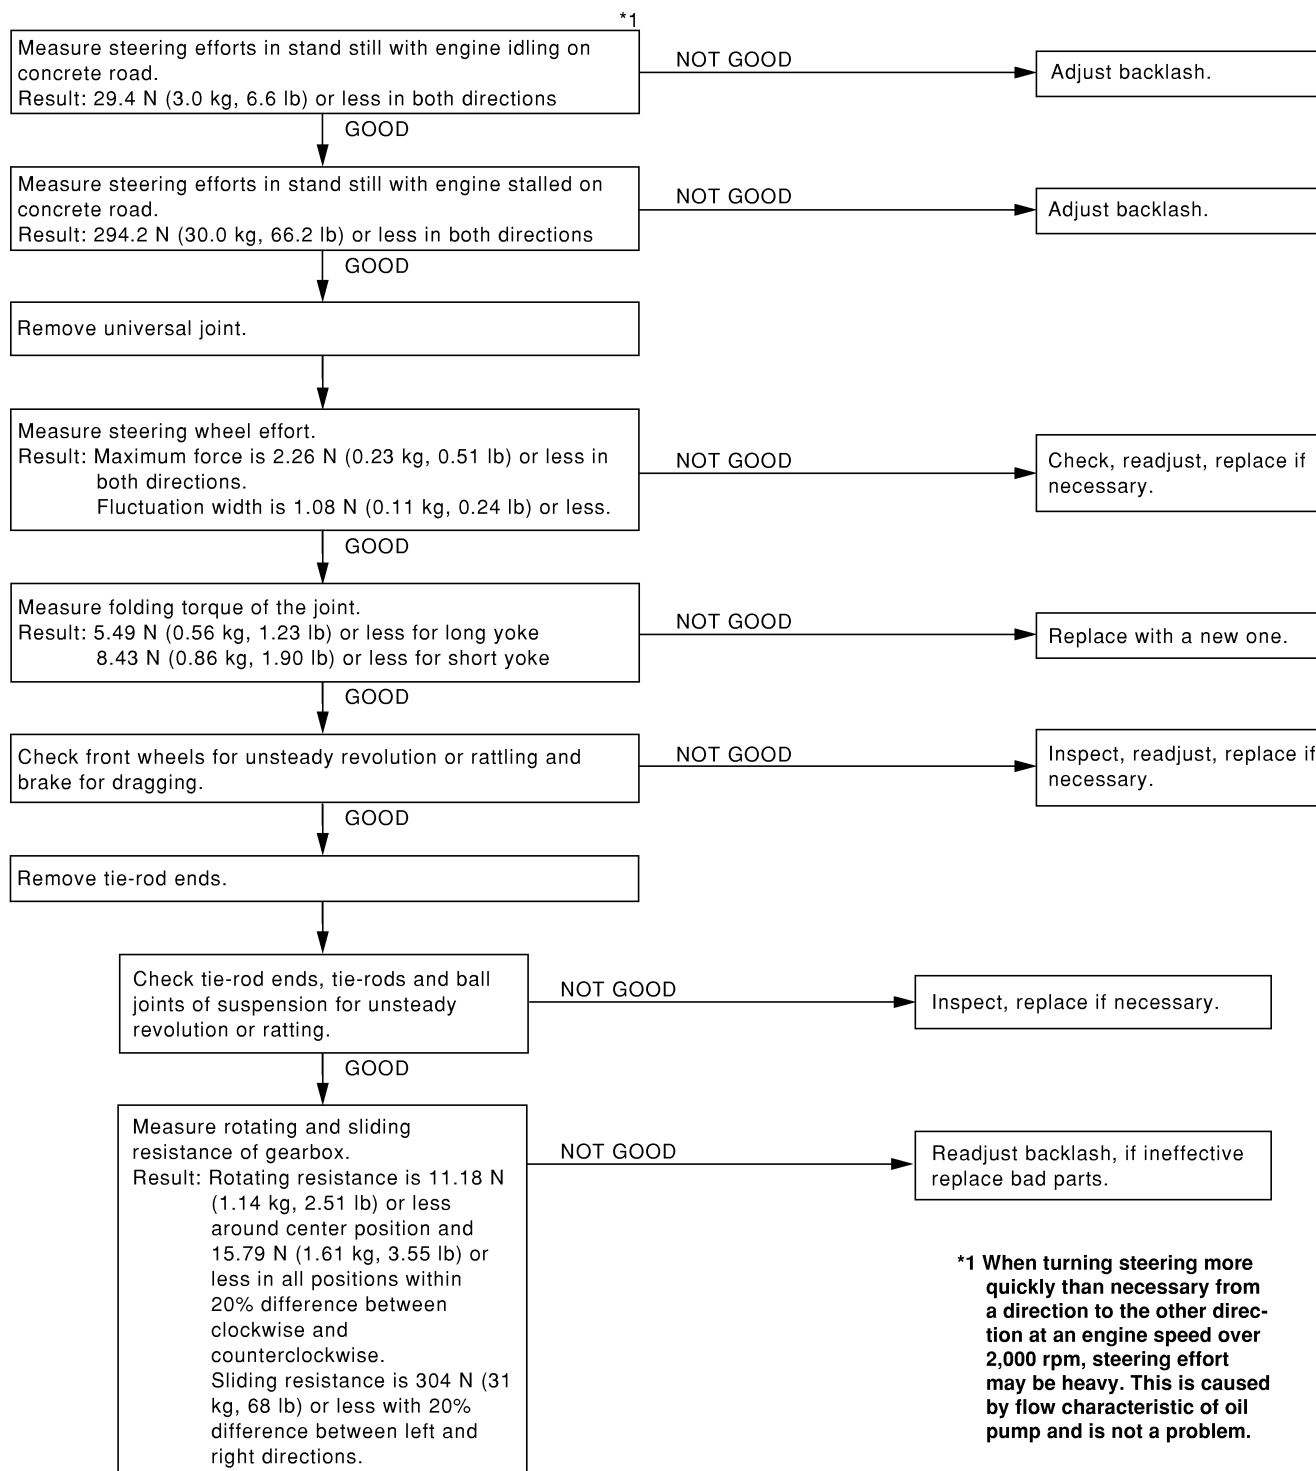 *1
Measure steering efforts in stand still with engine idling on
concrete road.
Result: 29.4 N (3.0 kg, 6.6 lb) or less in both directions
NOT GOOD
Adjust backlash.
GOOD
Measure steering efforts in stand still with engine stalled on
concrete road.
Result: 294.2 N (30.0 kg, 66.2 lb) or less in both directions
NOT GOOD
Adjust backlash.
GOOD
Remove universal joint.
Measure steering wheel effort.
Result: Maximum force is 2.26 N (0.23 kg, 0.51 lb) or less in
both directions.
Fluctuation width is 1.08 N (0.11 kg, 0.24 lb) or less.
NOT GOOD
Check, readjust, replace if
necessary.
GOOD
Measure folding torque of the joint.
Result: 5.49 N (0.56 kg, 1.23 lb) or less for long yoke
8.43 N (0.86 kg, 1.90 lb) or less for short yoke
NOT GOOD
Replace with a new one.
GOOD
Check front wheels for unsteady revolution or rattling and
brake for dragging.
NOT GOOD
Inspect, readjust, replace if
necessary.
GOOD
Remove tie-rod ends.
Check tie-rod ends, tie-rods and ball
joints of suspension for unsteady
revolution or ratting.
NOT GOOD
Inspect, replace if necessary.
GOOD
Measure rotating and sliding
resistance of gearbox.
Result: Rotating resistance is 11.18 N
(1.14 kg, 2.51 lb) or less
around center position and
15.79 N (1.61 kg, 3.55 lb) or
less in all positions within
20% difference between
clockwise and
counterclockwise.
Sliding resistance is 304 N (31
kg, 68 lb) or less with 20%
difference between left and
right directions.
NOT GOOD
Readjust backlash, if ineffective
replace bad parts.
*1 When turning steering more
quickly than necessary from
a direction to the other direc-
tion at an engine speed over
2,000 rpm, steering effort
may be heavy. This is caused
by flow characteristic of oil
pump and is not a problem.